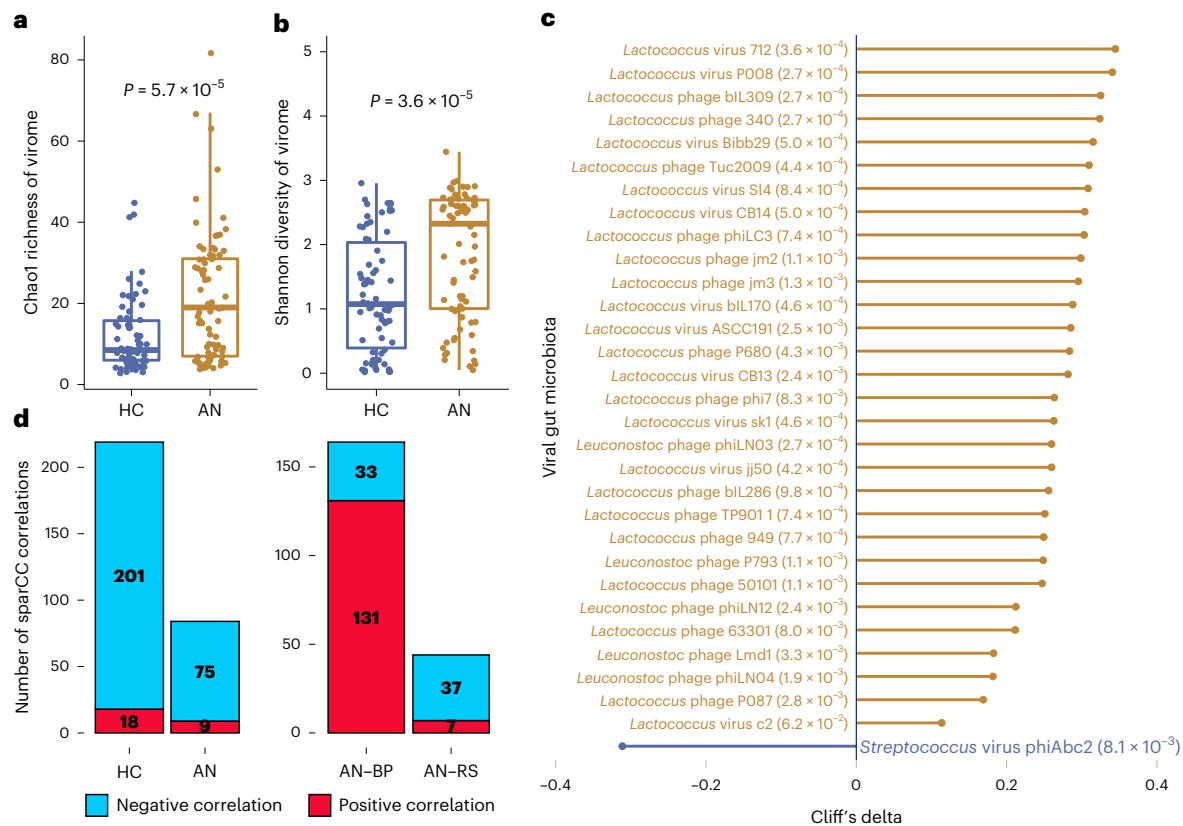 a
Chao1 richness of virome
80
60
40
20
0
P = 5.7 × 10⁻⁵
HC
AN
b
Shannon diversity of virome
5
4
3
2
1
0
P = 3.6 × 10⁻⁵
HC
AN
c
Viral gut microbiota
Lactococcus virus 712 (3.6 × 10⁻⁴)
Lactococcus virus P008 (2.7 × 10⁻⁴)
Lactococcus phage bIL309 (2.7 × 10⁻⁴)
Lactococcus phage 340 (2.7 × 10⁻⁴)
Lactococcus virus Bibb29 (5.0 × 10⁻⁴)
Lactococcus phage Tuc2009 (4.4 × 10⁻⁴)
Lactococcus virus Sl4 (8.4 × 10⁻⁴)
Lactococcus virus CB14 (5.0 × 10⁻⁴)
Lactococcus phage phiLC3 (7.4 × 10⁻⁴)
Lactococcus phage jm2 (1.1 × 10⁻³)
Lactococcus phage jm3 (1.3 × 10⁻³)
Lactococcus virus bIL170 (4.6 × 10⁻⁴)
Lactococcus virus ASCC191 (2.5 × 10⁻³)
Lactococcus phage P680 (4.3 × 10⁻³)
Lactococcus virus CB13 (2.4 × 10⁻³)
Lactococcus phage phi7 (8.3 × 10⁻³)
Lactococcus virus sk1 (4.6 × 10⁻⁴)
Leuconostoc phage phiLN03 (2.7 × 10⁻⁴)
Lactococcus virus jj50 (4.2 × 10⁻⁴)
Lactococcus phage bIL286 (9.8 × 10⁻⁴)
Lactococcus phage TP901 1 (7.4 × 10⁻⁴)
Lactococcus phage 949 (7.7 × 10⁻⁴)
Leuconostoc phage P793 (1.1 × 10⁻³)
Lactococcus phage 50101 (1.1 × 10⁻³)
Leuconostoc phage phiLN12 (2.4 × 10⁻³)
Lactococcus phage 63301 (8.0 × 10⁻³)
Leuconostoc phage Lmd1 (3.3 × 10⁻³)
Leuconostoc phage phiLN04 (1.9 × 10⁻³)
Lactococcus phage P087 (2.8 × 10⁻³)
Lactococcus virus c2 (6.2 × 10⁻²)
Streptococcus virus phiAbc2 (8.1 × 10⁻³)
−0.4
−0.2
0
0.2
0.4
Cliff's delta
d
Number of sparCC correlations
200
150
100
50
0
201
18
75
9
HC
AN
150
100
50
0
33
131
37
7
AN–BP
AN–RS
Negative correlation
Positive correlation